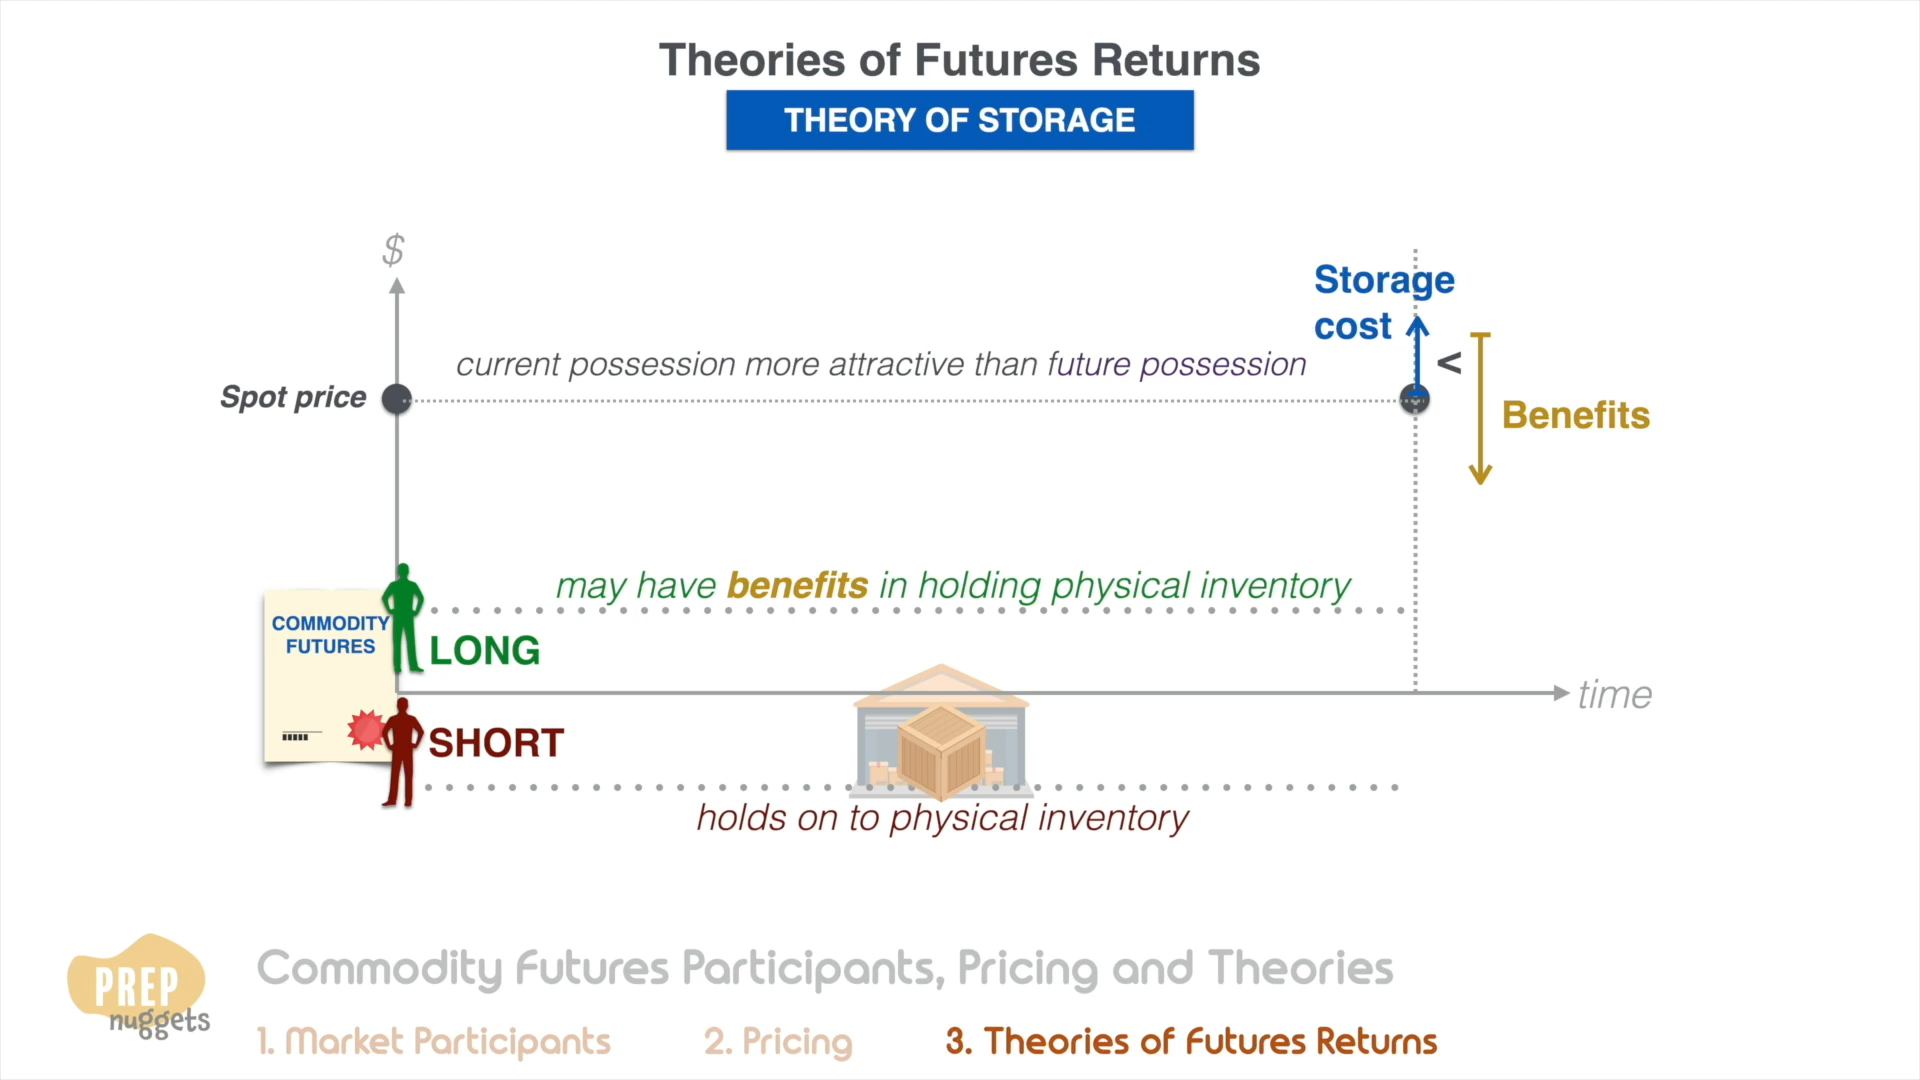 Theories of Futures Returns
THEORY OF STORAGE
$
Storage
cost
<
current possession more attractive than future possession
Spot price
Benefits
may have benefits in holding physical inventory
COMMODITY
FUTURES
LONG
time
SHORT
holds on to physical inventory
PREP
nuggets
Commodity Futures Participants, Pricing and Theories
1. Market Participants
2. Pricing
3. Theories of Futures Returns